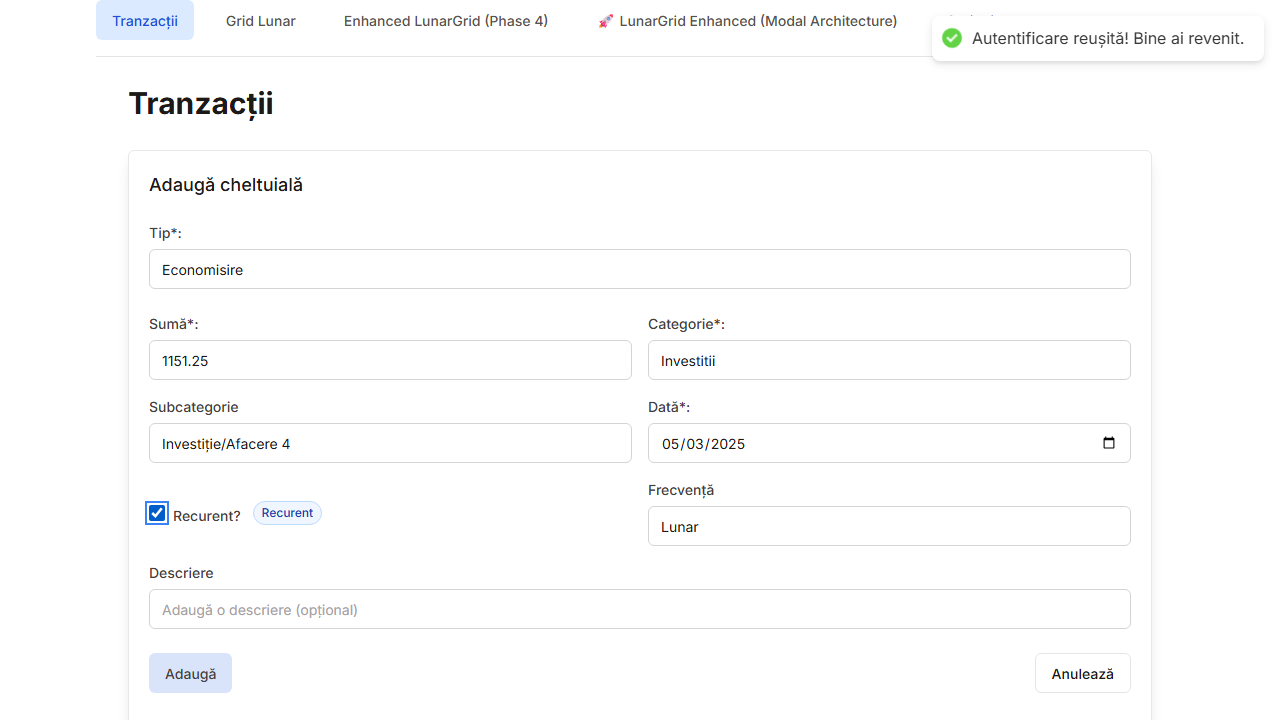 Tranzacții
Grid Lunar
Enhanced LunarGrid (Phase 4)
🚀 LunarGrid Enhanced (Modal Architecture)
Autentificare reușită! Bine ai revenit.
Tranzacții
Adaugă cheltuială
Tip*:
Economisire
Sumă*:
Categorie*:
1151.25
Investitii
Subcategorie
Dată*:
Investiție/Afacere 4
05/03/2025
Recurent?
Recurent
Frecvență
Lunar
Descriere
Adaugă o descriere (opțional)
Adaugă
Anulează